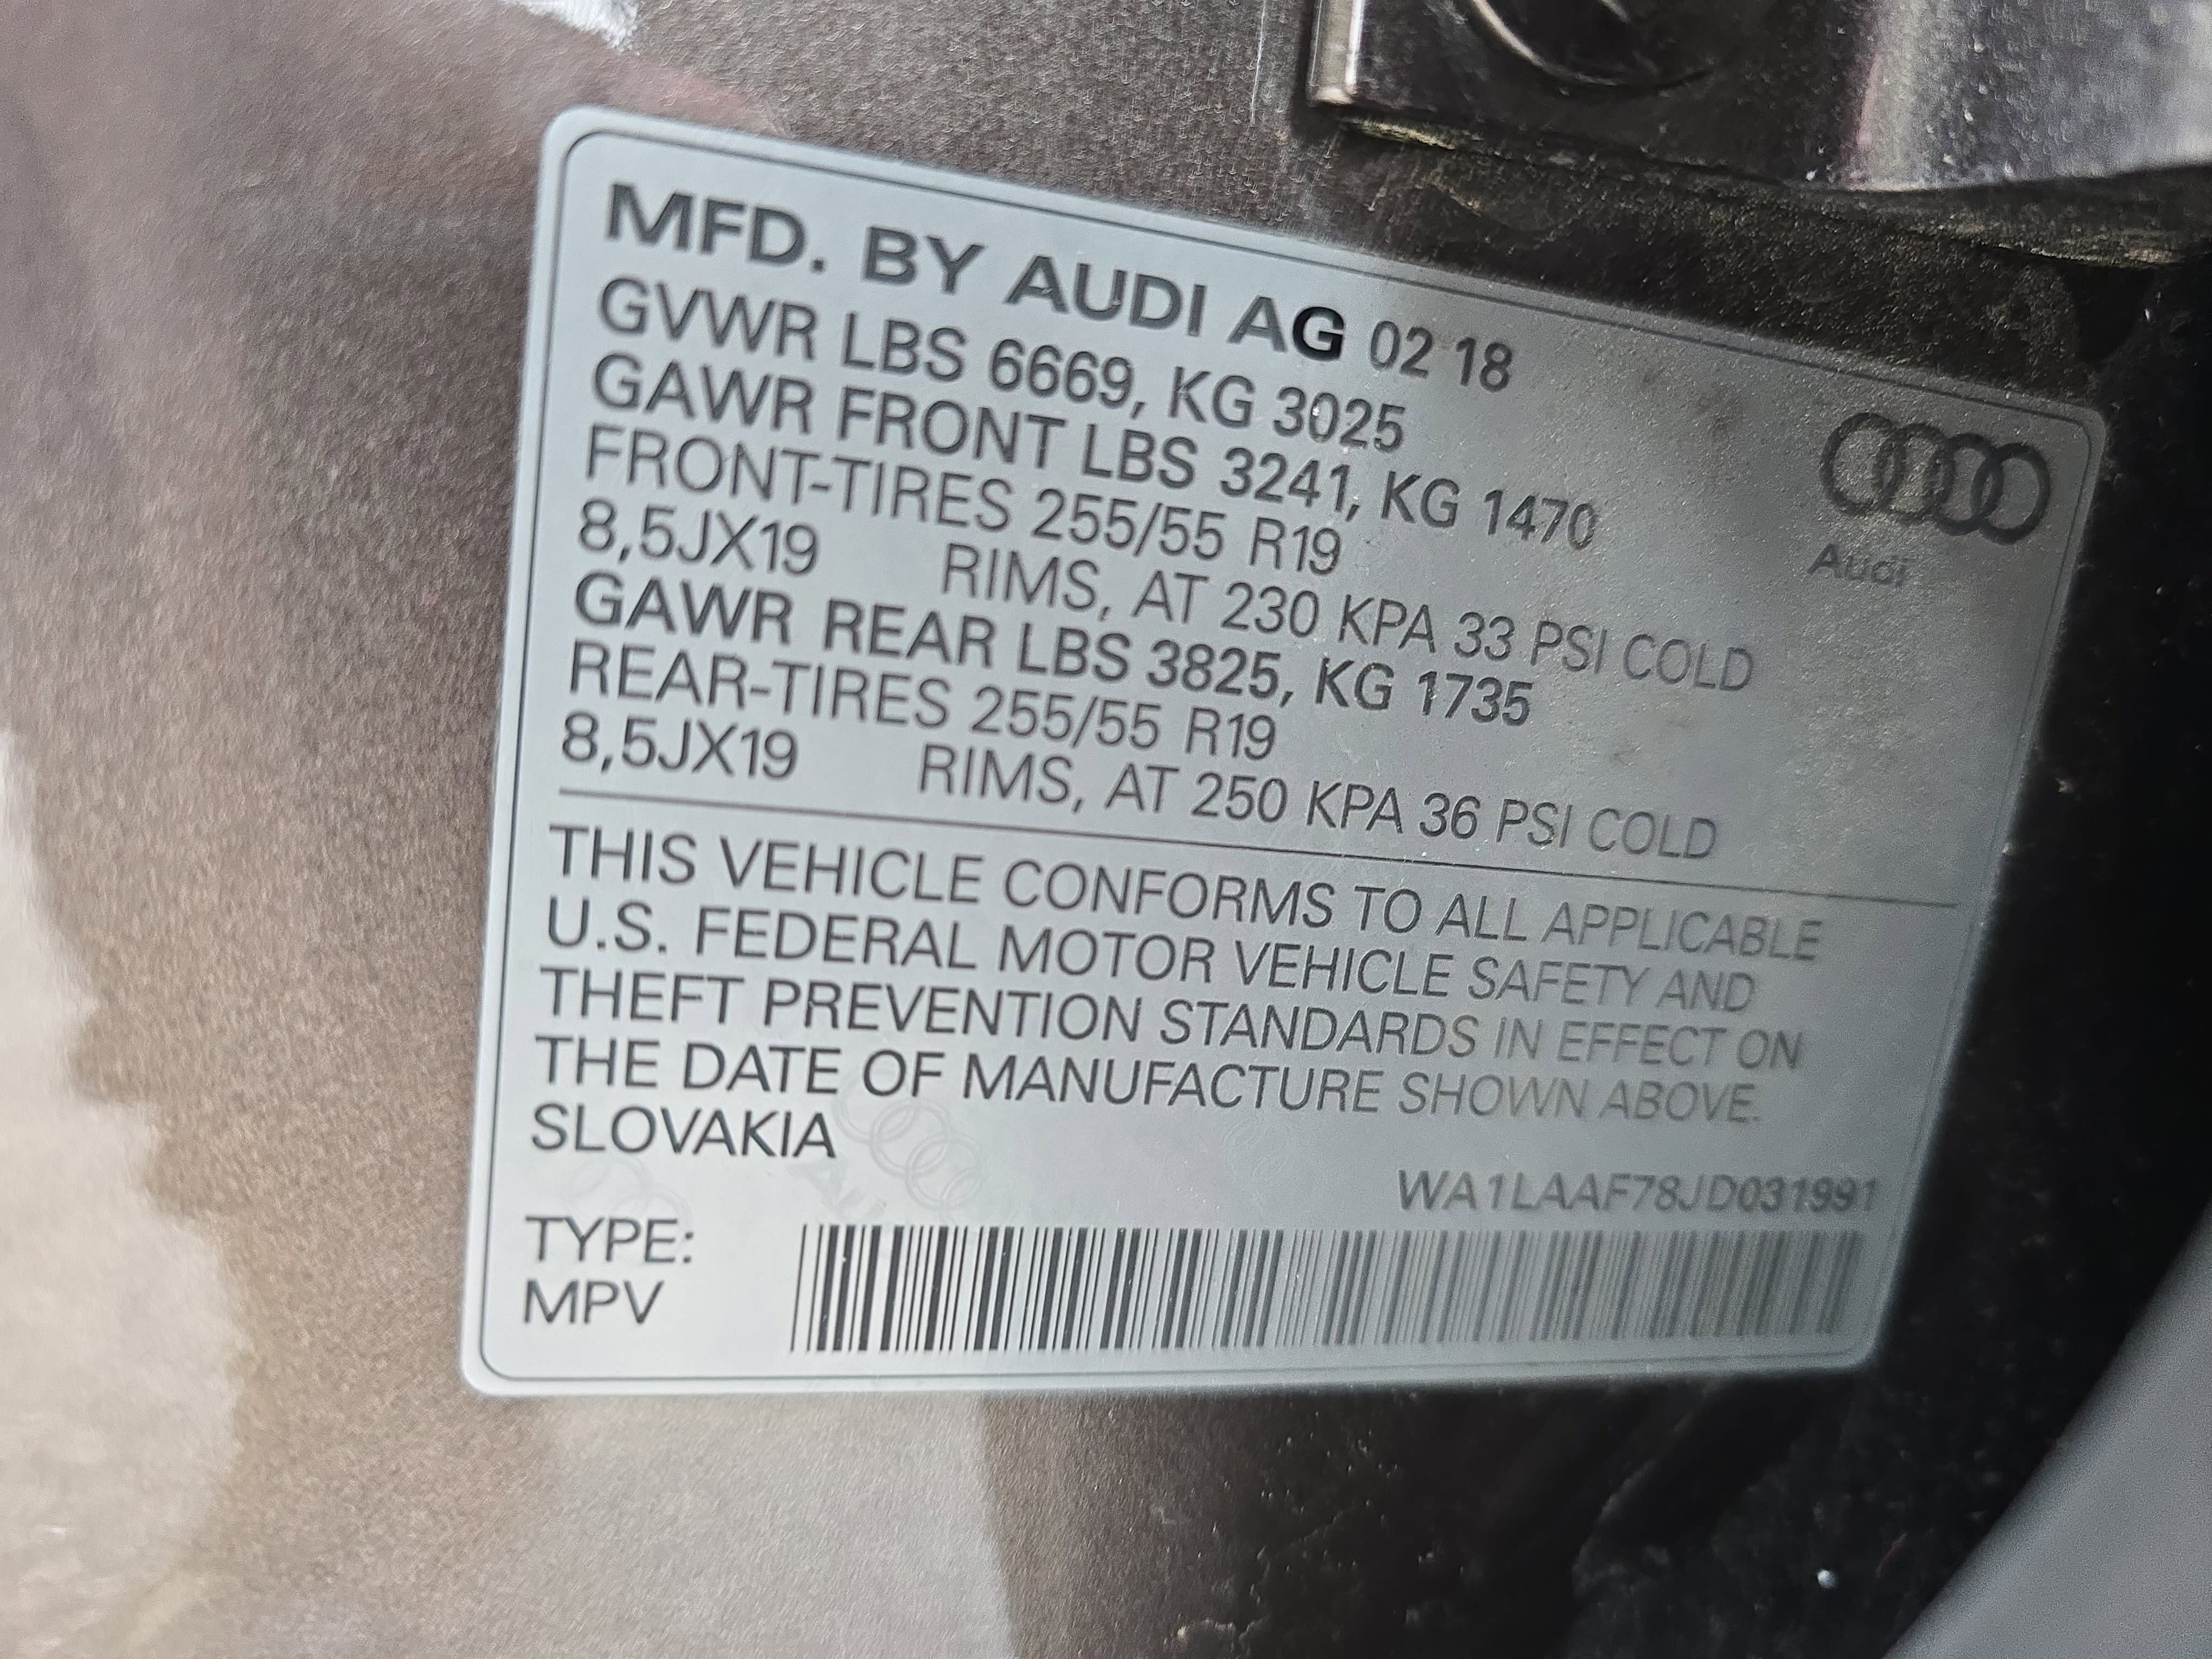 MFD. BY AUDI AG 02 18
GVWR LBS 6669, KG 3025
GAWR FRONT LBS 3241, KG 1470
FRONT-TIRES 255/55 R19
8,5JX19 RIMS, AT 230 KPA 33 PSI COLD
GAWR REAR LBS 3825, KG 1735
REAR-TIRES 255/55 R19
8,5JX19 RIMS, AT 250 KPA 36 PSI COLD
Audi
THIS VEHICLE CONFORMS TO ALL APPLICABLE
U.S. FEDERAL MOTOR VEHICLE SAFETY AND
THEFT PREVENTION STANDARDS IN EFFECT ON
THE DATE OF MANUFACTURE SHOWN ABOVE.
SLOVAKIA
WA1LAAF78JD031991
TYPE:
MPV